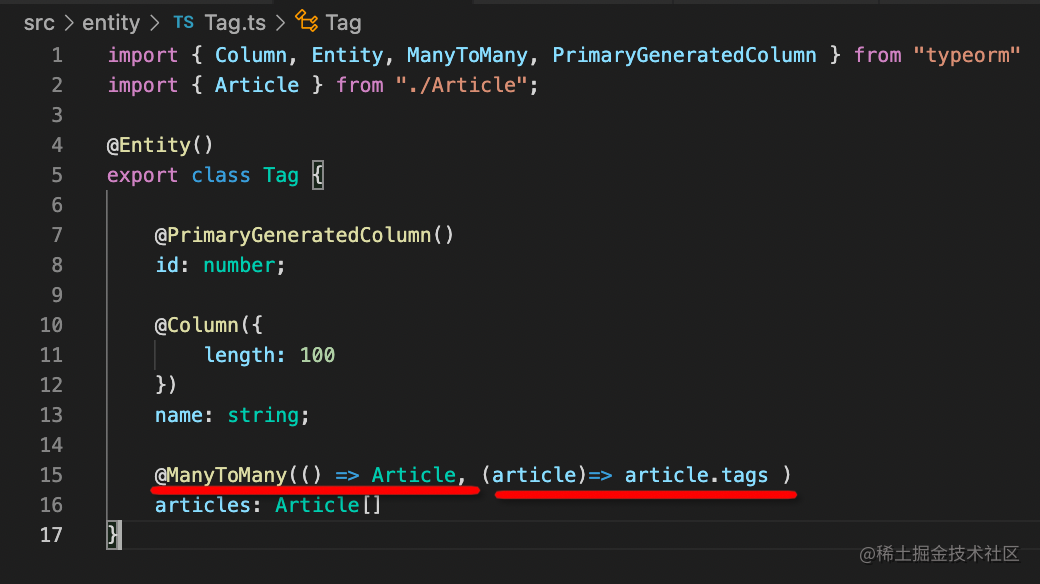 src > entity > TS Tag.ts > Tag
1 import { Column, Entity, ManyToMany, PrimaryGeneratedColumn } from "typeorm"
2 import { Article } from "./Article";
3
4 @Entity()
5 export class Tag {
6
7     @PrimaryGeneratedColumn()
8     id: number;
9
10     @Column({
11         length: 100
12     })
13     name: string;
14
15     @ManyToMany(() => Article, (article)=> article.tags )
16     articles: Article[]
17 }
@稀土掘金技术社区